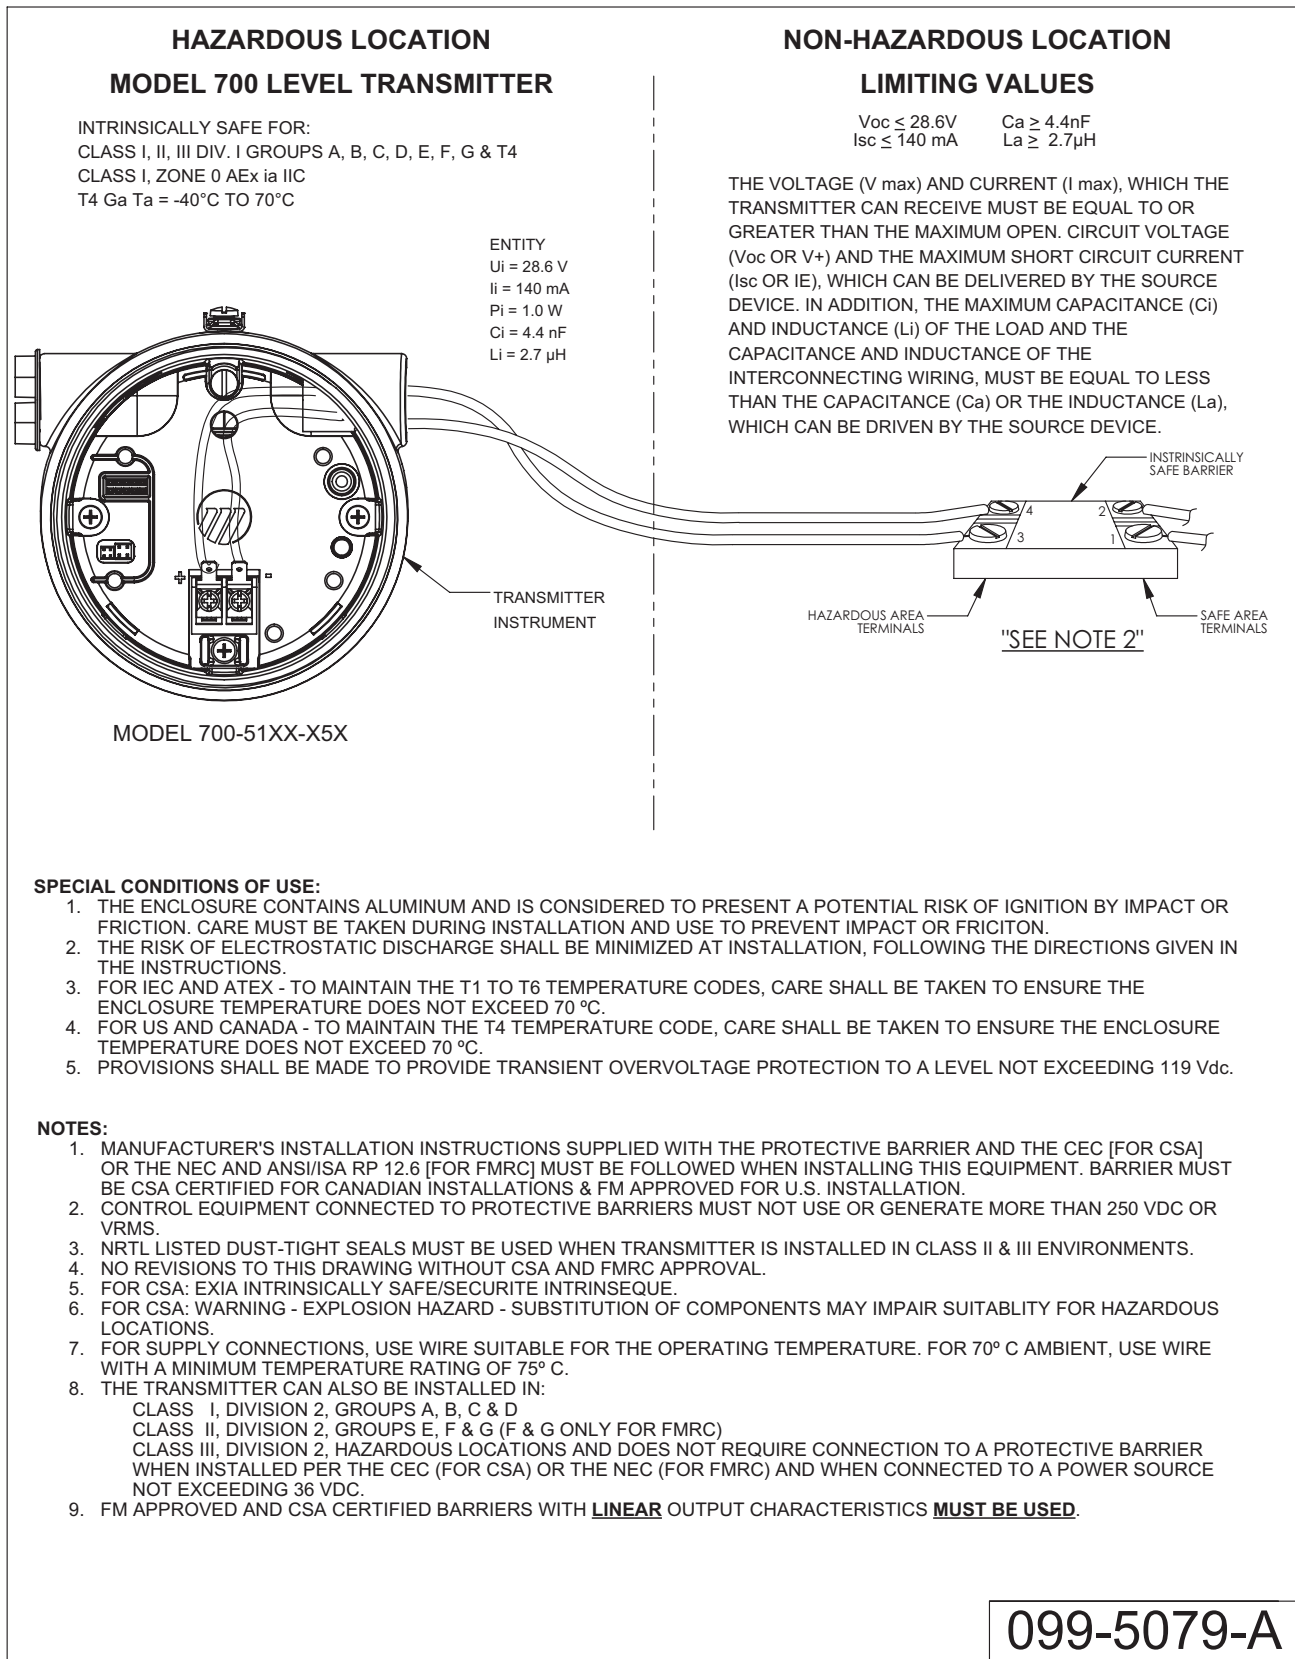 HAZARDOUS LOCATION
MODEL 700 LEVEL TRANSMITTER
INTRINSICALLY SAFE FOR:
CLASS I, II, III DIV. I GROUPS A, B, C, D, E, F, G & T4
CLASS I, ZONE 0 AEx ia IIC
T4 Ga Ta = -40°C TO 70°C
ENTITY
Ui = 28.6 V
Ii = 140 mA
Pi = 1.0 W
Ci = 4.4 nF
Li = 2.7 µH
+
-
TRANSMITTER
INSTRUMENT
MODEL 700-51XX-X5X
NON-HAZARDOUS LOCATION
LIMITING VALUES
Voc ≤ 28.6V Ca ≥ 4.4nF
Isc ≤ 140 mA La ≥ 2.7µH
THE VOLTAGE (V max) AND CURRENT (I max), WHICH THE
TRANSMITTER CAN RECEIVE MUST BE EQUAL TO OR
GREATER THAN THE MAXIMUM OPEN. CIRCUIT VOLTAGE
(Voc OR V+) AND THE MAXIMUM SHORT CIRCUIT CURRENT
(Isc OR IE), WHICH CAN BE DELIVERED BY THE SOURCE
DEVICE. IN ADDITION, THE MAXIMUM CAPACITANCE (Ci)
AND INDUCTANCE (Li) OF THE LOAD AND THE
CAPACITANCE AND INDUCTANCE OF THE
INTERCONNECTING WIRING, MUST BE EQUAL TO LESS
THAN THE CAPACITANCE (Ca) OR THE INDUCTANCE (La),
WHICH CAN BE DRIVEN BY THE SOURCE DEVICE.
INSTRINSICALLY
SAFE BARRIER
4 2
3 1
HAZARDOUS AREA
TERMINALS
SAFE AREA
TERMINALS
"SEE NOTE 2"
SPECIAL CONDITIONS OF USE:
1. THE ENCLOSURE CONTAINS ALUMINUM AND IS CONSIDERED TO PRESENT A POTENTIAL RISK OF IGNITION BY IMPACT OR
FRICTION. CARE MUST BE TAKEN DURING INSTALLATION AND USE TO PREVENT IMPACT OR FRICITON.
2. THE RISK OF ELECTROSTATIC DISCHARGE SHALL BE MINIMIZED AT INSTALLATION, FOLLOWING THE DIRECTIONS GIVEN IN
THE INSTRUCTIONS.
3. FOR IEC AND ATEX - TO MAINTAIN THE T1 TO T6 TEMPERATURE CODES, CARE SHALL BE TAKEN TO ENSURE THE
ENCLOSURE TEMPERATURE DOES NOT EXCEED 70 ºC.
4. FOR US AND CANADA - TO MAINTAIN THE T4 TEMPERATURE CODE, CARE SHALL BE TAKEN TO ENSURE THE ENCLOSURE
TEMPERATURE DOES NOT EXCEED 70 ºC.
5. PROVISIONS SHALL BE MADE TO PROVIDE TRANSIENT OVERVOLTAGE PROTECTION TO A LEVEL NOT EXCEEDING 119 Vdc.
NOTES:
1. MANUFACTURER'S INSTALLATION INSTRUCTIONS SUPPLIED WITH THE PROTECTIVE BARRIER AND THE CEC [FOR CSA]
OR THE NEC AND ANSI/ISA RP 12.6 [FOR FMRC] MUST BE FOLLOWED WHEN INSTALLING THIS EQUIPMENT. BARRIER MUST
BE CSA CERTIFIED FOR CANADIAN INSTALLATIONS & FM APPROVED FOR U.S. INSTALLATION.
2. CONTROL EQUIPMENT CONNECTED TO PROTECTIVE BARRIERS MUST NOT USE OR GENERATE MORE THAN 250 VDC OR
VRMS.
3. NRTL LISTED DUST-TIGHT SEALS MUST BE USED WHEN TRANSMITTER IS INSTALLED IN CLASS II & III ENVIRONMENTS.
4. NO REVISIONS TO THIS DRAWING WITHOUT CSA AND FMRC APPROVAL.
5. FOR CSA: EXIA INTRINSICALLY SAFE/SECURITE INTRINSEQUE.
6. FOR CSA: WARNING - EXPLOSION HAZARD - SUBSTITUTION OF COMPONENTS MAY IMPAIR SUITABLITY FOR HAZARDOUS
LOCATIONS.
7. FOR SUPPLY CONNECTIONS, USE WIRE SUITABLE FOR THE OPERATING TEMPERATURE. FOR 70º C AMBIENT, USE WIRE
WITH A MINIMUM TEMPERATURE RATING OF 75º C.
8. THE TRANSMITTER CAN ALSO BE INSTALLED IN:
CLASS I, DIVISION 2, GROUPS A, B, C & D
CLASS II, DIVISION 2, GROUPS E, F & G (F & G ONLY FOR FMRC)
CLASS III, DIVISION 2, HAZARDOUS LOCATIONS AND DOES NOT REQUIRE CONNECTION TO A PROTECTIVE BARRIER
WHEN INSTALLED PER THE CEC (FOR CSA) OR THE NEC (FOR FMRC) AND WHEN CONNECTED TO A POWER SOURCE
NOT EXCEEDING 36 VDC.
9. FM APPROVED AND CSA CERTIFIED BARRIERS WITH LINEAR OUTPUT CHARACTERISTICS MUST BE USED.
099-5079-A